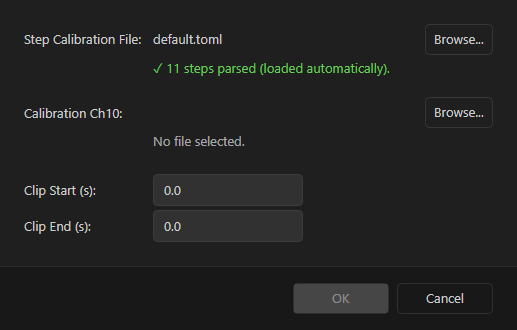 Step Calibration File: default.toml Browse...
✓ 11 steps parsed (loaded automatically).
Calibration Ch10: Browse...
No file selected.
Clip Start (s): 0.0
Clip End (s): 0.0
OK Cancel